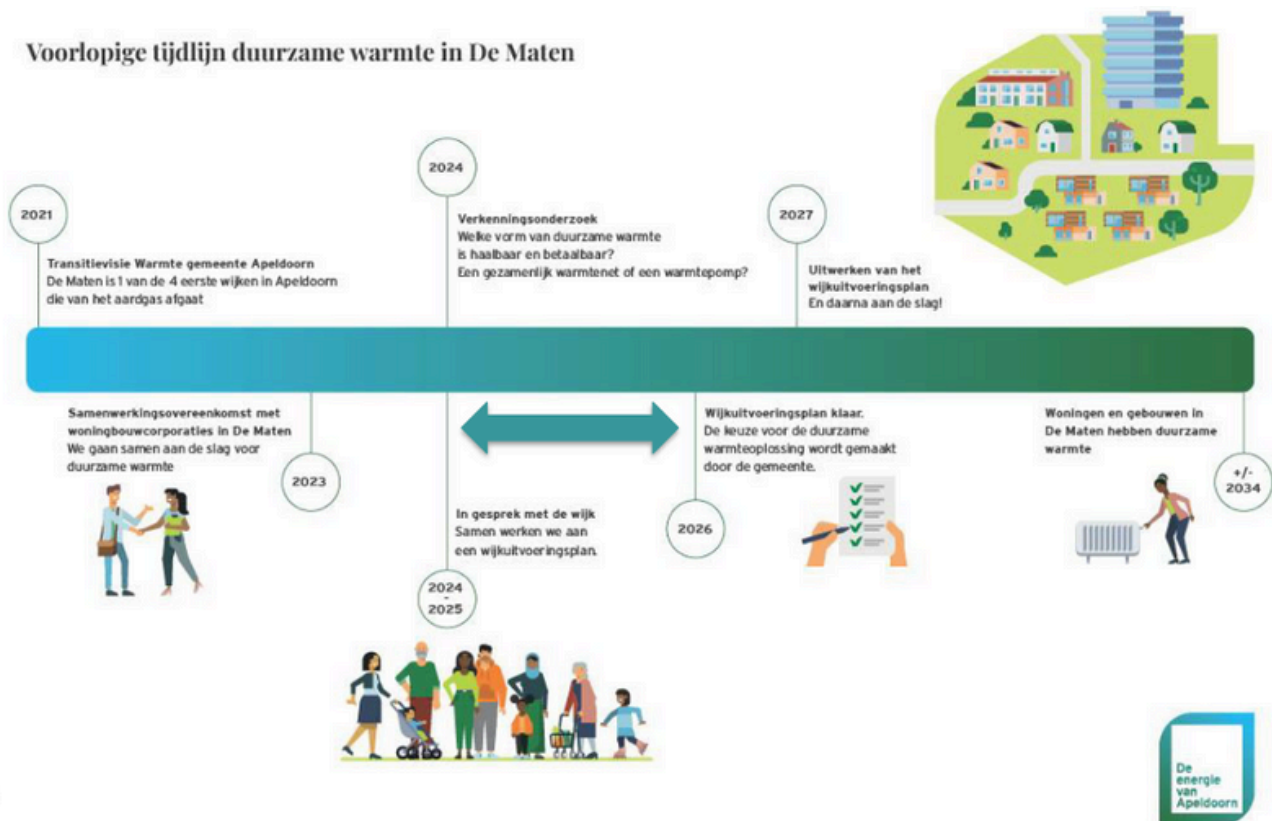 Voorlopige tijdlijn duurzame warmte in De Maten
2021
Transitievisie Warmte gemeente Apeldoorn
De Maten is 1 van de 4 eerste wijken in Apeldoorn
die van het aardgas afgaat
2024
Verkenningsonderzoek
Welke vorm van duurzame warmte
is haalbaar en betaalbaar?
Een gezamenlijk warmtenet of een warmtepomp?
2027
Uitwerken van het
wijkuitvoeringsplan
En daarna aan de slag!
Samenwerkingsovereenkomst met
woningbouwcorporaties in De Maten
We gaan samen aan de slag voor
duurzame warmte
2023
In gesprek met de wijk
Samen werken we aan
een wijkuitvoeringsplan.
2024
-
2025
Wijkuitvoeringsplan klaar.
De keuze voor de duurzame
warmteoplossing wordt gemaakt
door de gemeente.
2026
Woningen en gebouwen in
De Maten hebben duurzame
warmte
+/-
2034
De
energie
van
Apeldoorn